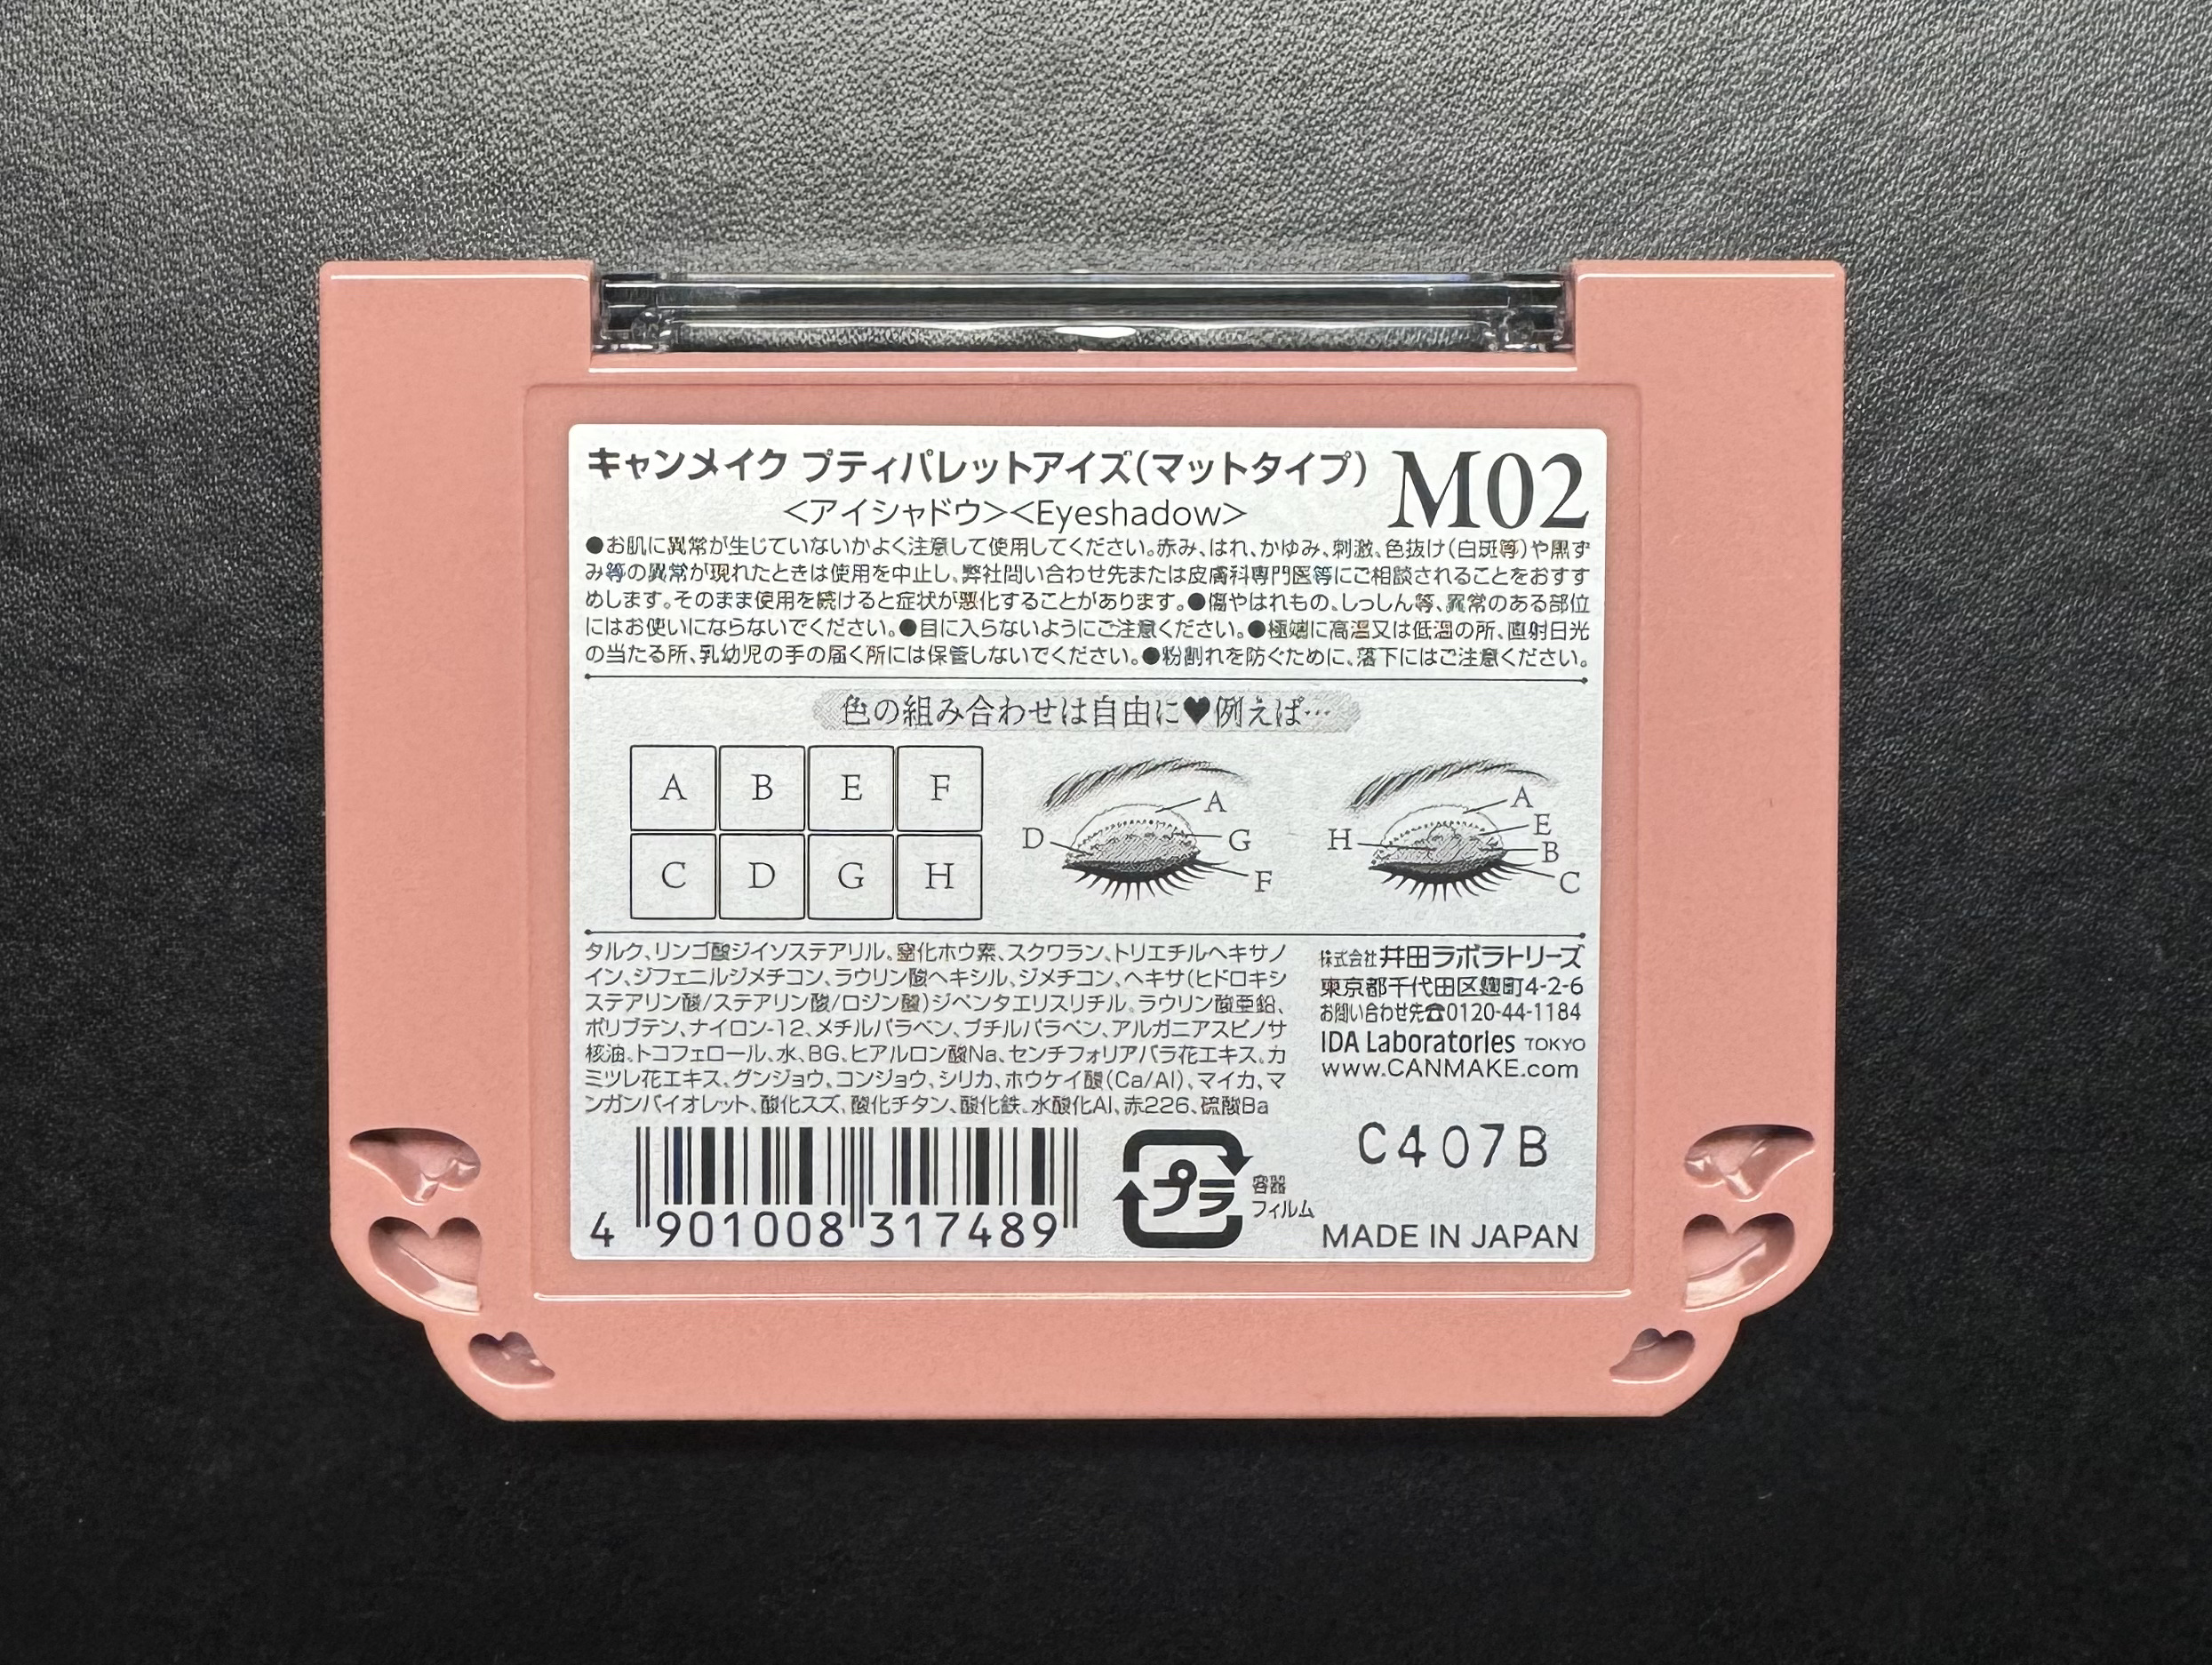 キャンメイク プティパレットアイズ(マットタイプ) M02
<アイシャドウ><Eyeshadow>
●お肌に異常が生じていないかよく注意して使用してください。赤み、はれ、かゆみ、刺激、色抜け(白斑等)や黒ず
み等の異常が現れたときは使用を中止し、弊社問い合わせ先または皮膚科専門医等にご相談されることをおすす
めします。そのまま使用を続けると症状が悪化することがあります。●傷やはれもの、しっしん等、異常のある部位
にはお使いにならないでください。●目に入らないようにご注意ください。●極端に高温又は低温の所、直射日光
の当たる所、乳幼児の手の届く所には保管しないでください。●粉割れを防ぐために、落下にはご注意ください。
色の組み合わせは自由に♥例えば…
A B E F
C D G H
A
D G
F
A
E
H B
C
タルク、リンゴ酸ジイソステアリル、窒化ホウ素、スクワラン、トリエチルヘキサノ
イン、ジフェニルジメチコン、ラウリン酸ヘキシル、ジメチコン、ヘキサ(ヒドロキシ
ステアリン酸/ステアリン酸/ロジン酸)ジペンタエリスリチル、ラウリン酸亜鉛、
ポリブテン、ナイロン-12、メチルパラベン、ブチルパラベン、アルガニアスピノサ
核油、トコフェロール、水、BG、ヒアルロン酸Na、センチフォリアバラ花エキス、カ
ミツレ花エキス、グンジョウ、コンジョウ、シリカ、ホウケイ酸(Ca/Al)、マイカ、マ
ンガンバイオレット、酸化スズ、酸化チタン、酸化鉄、水酸化Al、赤226、硫酸Ba
株式会社井田ラボラトリーズ
東京都千代田区麹町4-2-6
お問い合わせ先☎0120-44-1184
IDA Laboratories TOKYO
www.CANMAKE.com
C407B
4 901008 317489
プラ
容器
フィルム
MADE IN JAPAN